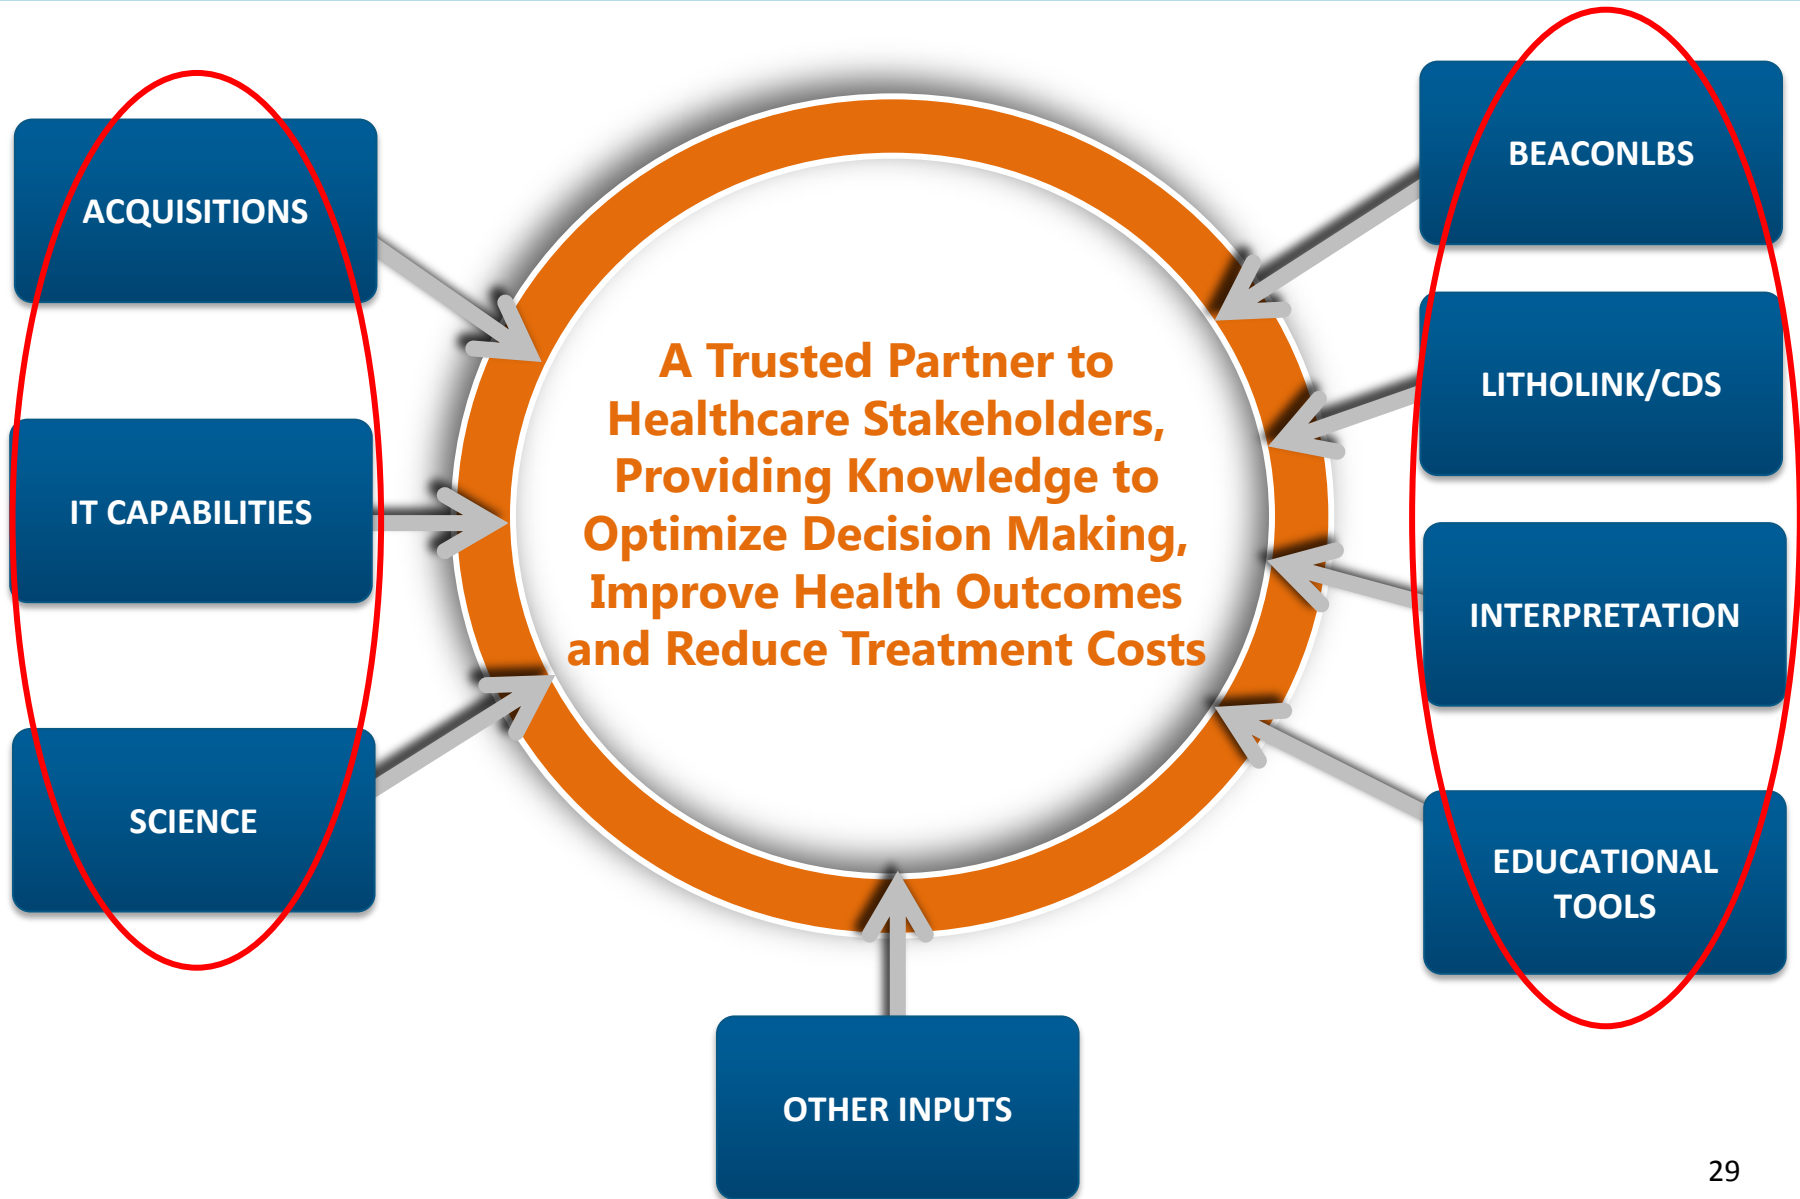 ACQUISITIONS
IT CAPABILITIES
SCIENCE
A Trusted Partner to
Healthcare Stakeholders,
Providing Knowledge to
Optimize Decision Making,
Improve Health Outcomes
and Reduce Treatment Costs
BEACONLBS
LITHOLINK/CDS
INTERPRETATION
EDUCATIONAL
TOOLS
OTHER INPUTS
29